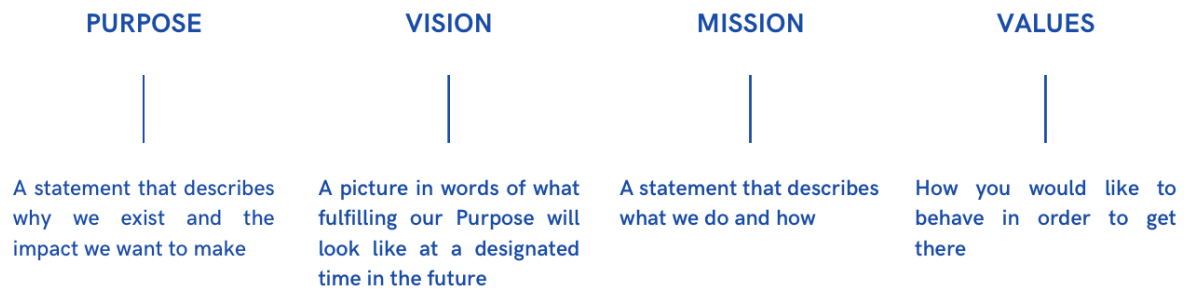 PURPOSE
VISION
MISSION
VALUES
A statement that describes
why we exist and the
impact we want to make
A picture in words of what
fulfilling our Purpose will
look like at a designated
time in the future
A statement that describes
what we do and how
How you would like to
behave in order to get
there